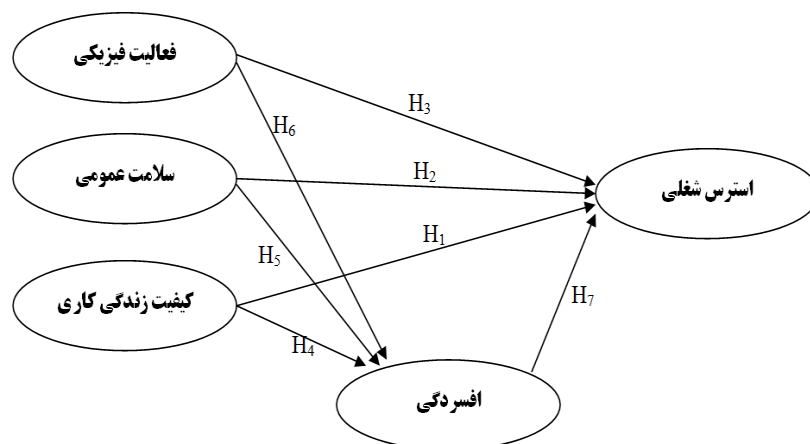 فعالیت فیزیکی
H3
H6
سلامت عمومی
H2
استرس شغلی
H1
H5
کیفیت زندگی کاری
H7
H4
افسردگی